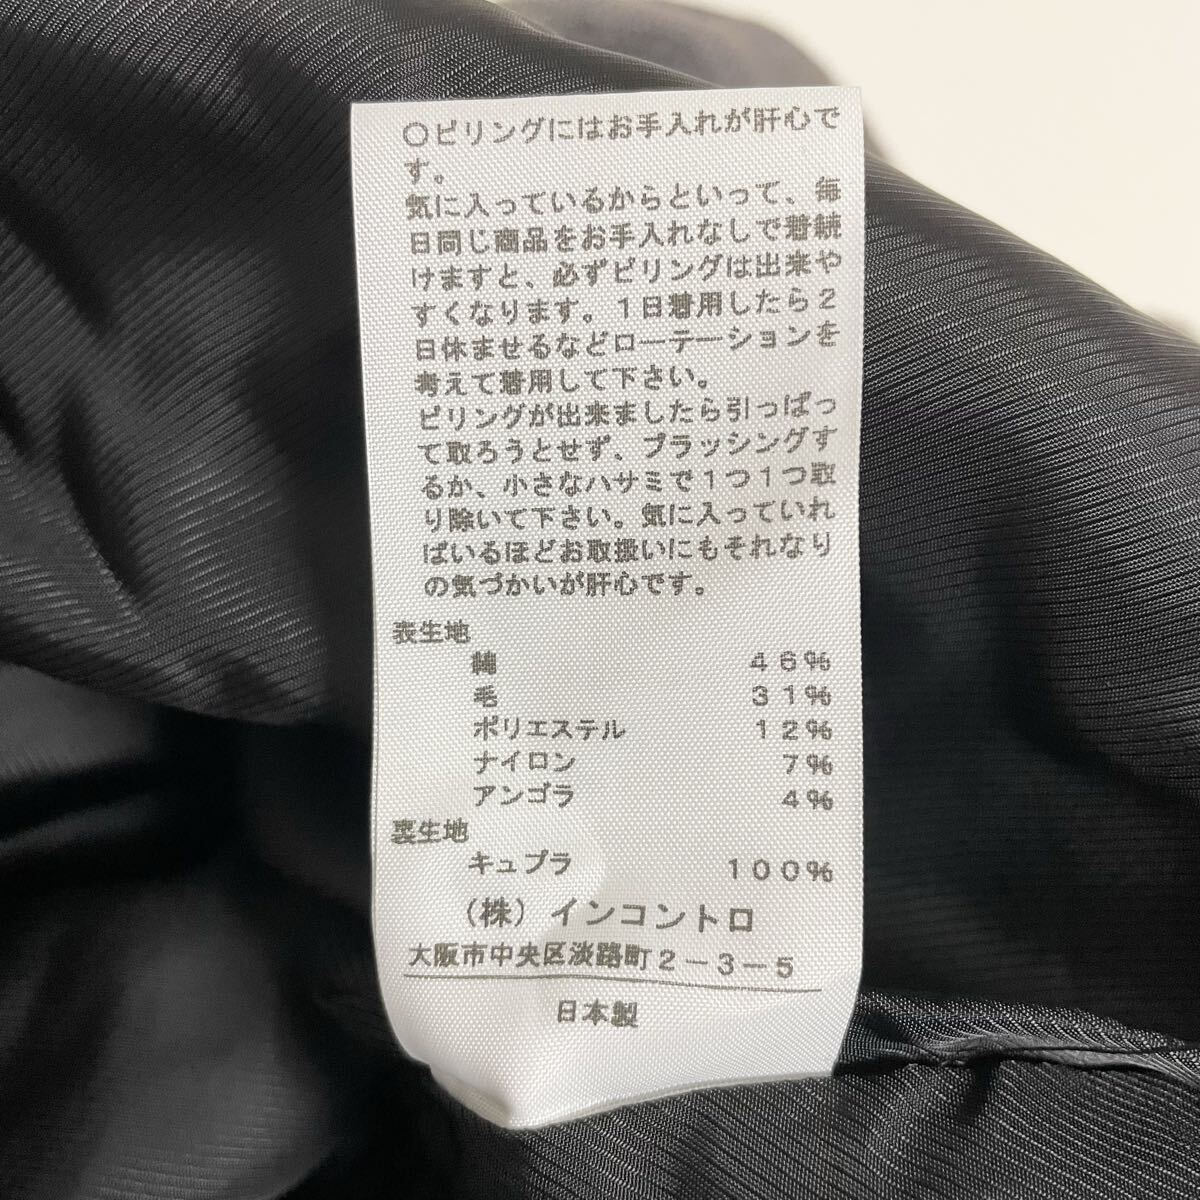 ○ピリングにはお手入れが肝心で
す。
気に入っているからといって、毎
日同じ商品をお手入れなしで着続
けますと、必ずピリングは出来や
すくなります。１日着用したら２
日休ませるなどローテーションを
考えて着用して下さい。
ピリングが出来ましたら引っぱっ
て取ろうとせず、ブラッシングす
るか、小さなハサミで１つ１つ取
り除いて下さい。気に入っていれ
ばいるほどお取扱いにもそれなり
の気づかいが肝心です。
表生地
綿 ４６％
毛 ３１％
ポリエステル １２％
ナイロン ７％
アンゴラ ４％
裏生地
キュプラ １００％
（株）インコントロ
大阪市中央区淡路町２－３－５
日本製